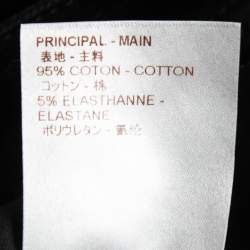 PRINCIPAL - MAIN
表地 - 主料
95% COTON - COTTON
コットン - 棉
5% ELASTHANNE -
ELASTANE
ポリウレタン - 氨纶